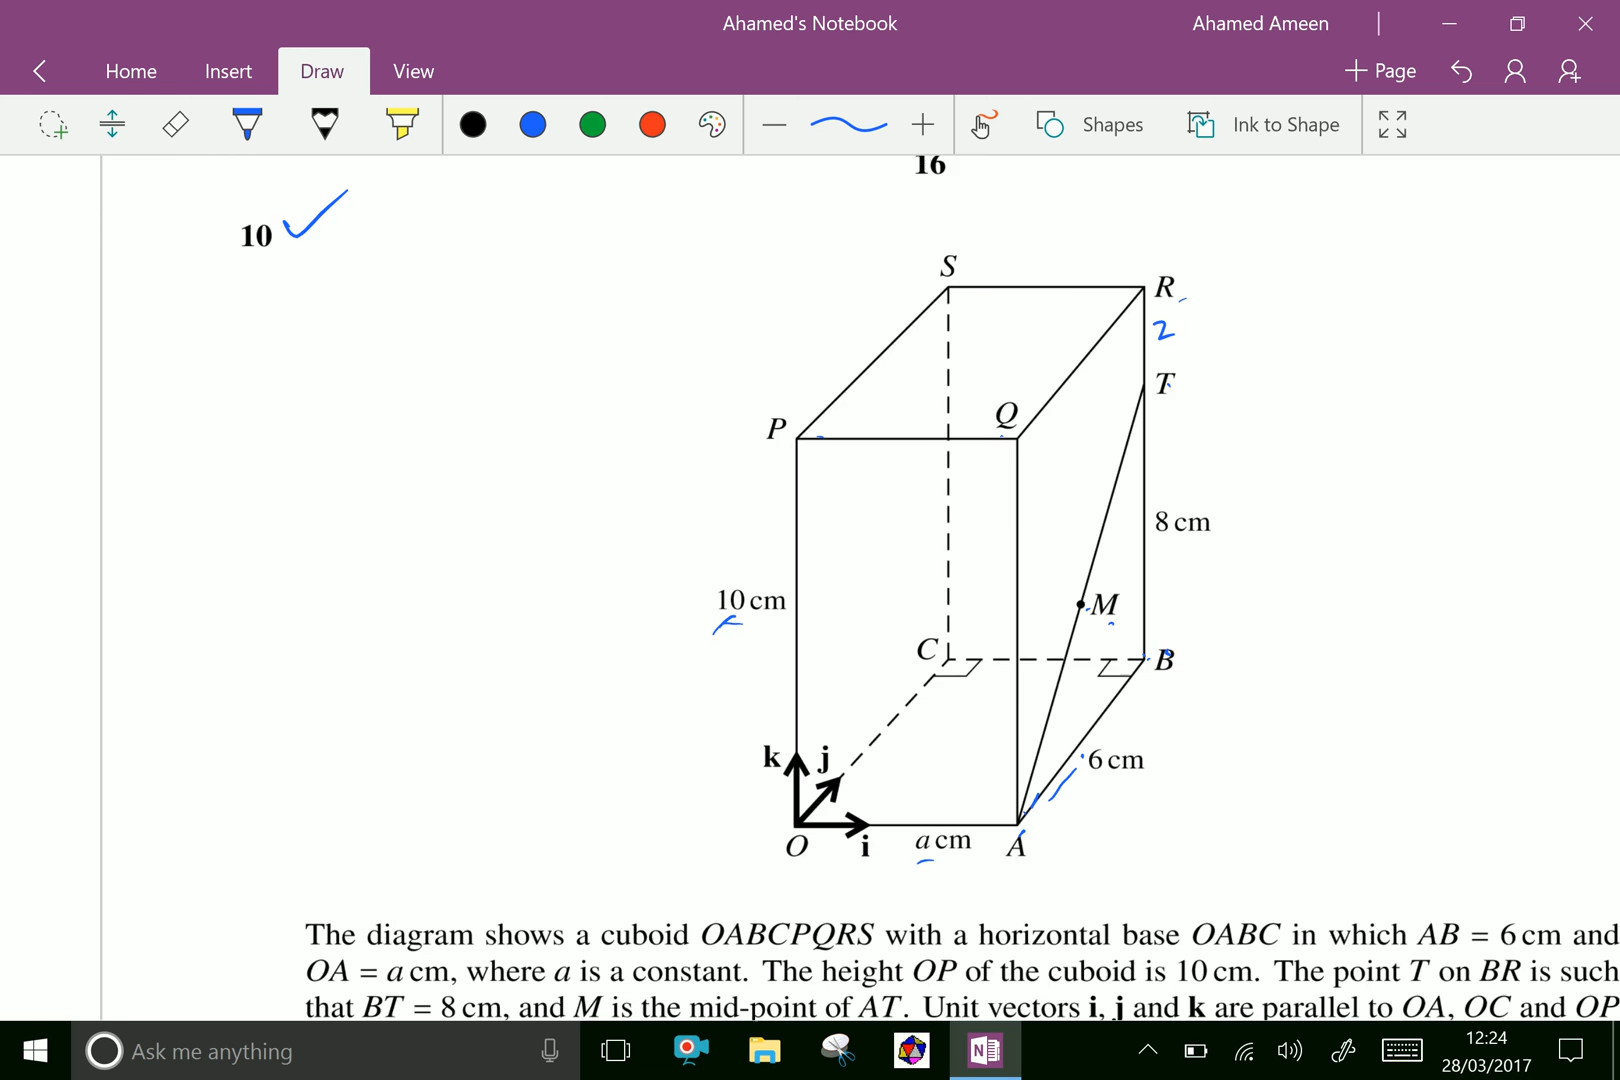 Ahamed's Notebook
Ahamed Ameen
Home Insert Draw View
Page
Shapes
Ink to Shape
16
10
S
R
2
T
P
Q
8 cm
10 cm
M
C
B
k j
6 cm
O i a cm A
The diagram shows a cuboid OABCPQRS with a horizontal base OABC in which AB = 6 cm and
OA = a cm, where a is a constant. The height OP of the cuboid is 10 cm. The point T on BR is such
that BT = 8 cm, and M is the mid-point of AT. Unit vectors i, j and k are parallel to OA, OC and OP
Ask me anything
N
12:24
28/03/2017